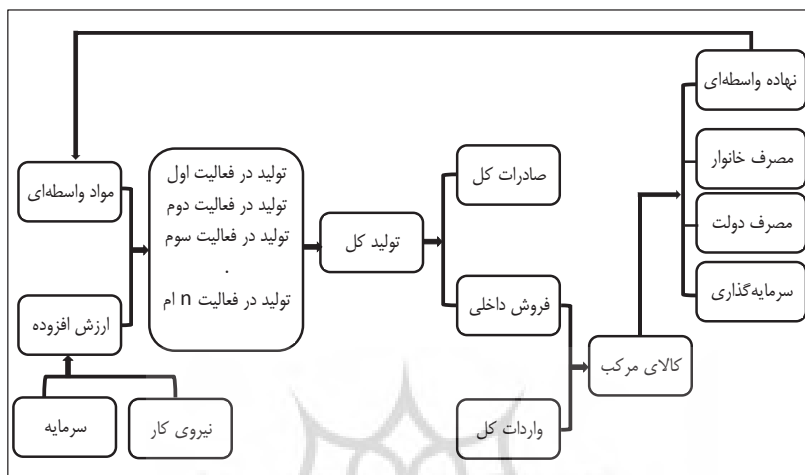 نهاده واسطه‌ای
مصرف خانوار
مصرف دولت
سرمایه‌گذاری
کالای مرکب
صادرات کل
فروش داخلی
واردات کل
تولید کل
تولید در فعالیت اول
تولید در فعالیت دوم
تولید در فعالیت سوم
.
تولید در فعالیت n ام
مواد واسطه‌ای
ارزش افزوده
نیروی کار
سرمایه